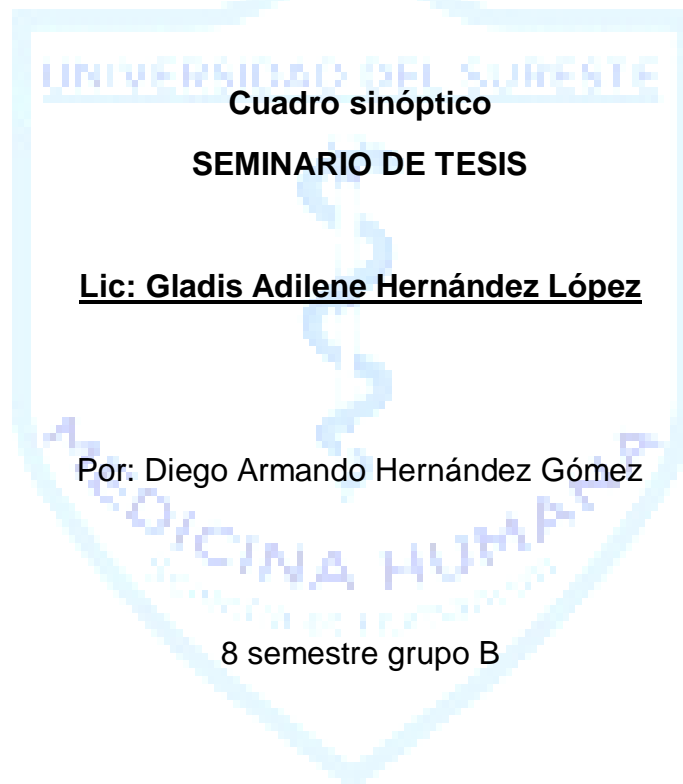 UNIVERSIDAD DEL SURESTE
Cuadro sinóptico
SEMINARIO DE TESIS
Lic: Gladis Adilene Hernández López
Por: Diego Armando Hernández Gómez
MEDICINA HUMANA
8 semestre grupo B